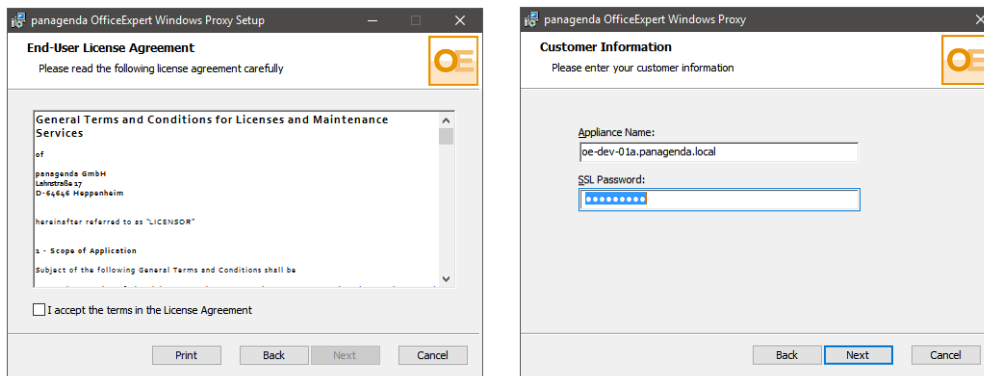 panagenda OfficeExpert Windows Proxy Setup
End-User License Agreement
Please read the following license agreement carefully
OE
General Terms and Conditions for Licenses and Maintenance
Services
of
panagenda GmbH
Lahnstraße 17
D-64646 Heppenheim
hereinafter referred to as "LICENSOR"
1 - Scope of Application
Subject of the following General Terms and Conditions shall be
I accept the terms in the License Agreement
Print
Back
Next
Cancel
panagenda OfficeExpert Windows Proxy
Customer Information
Please enter your customer information
OE
Appliance Name:
oe-dev-01a.panagenda.local
SSL Password:
Back
Next
Cancel